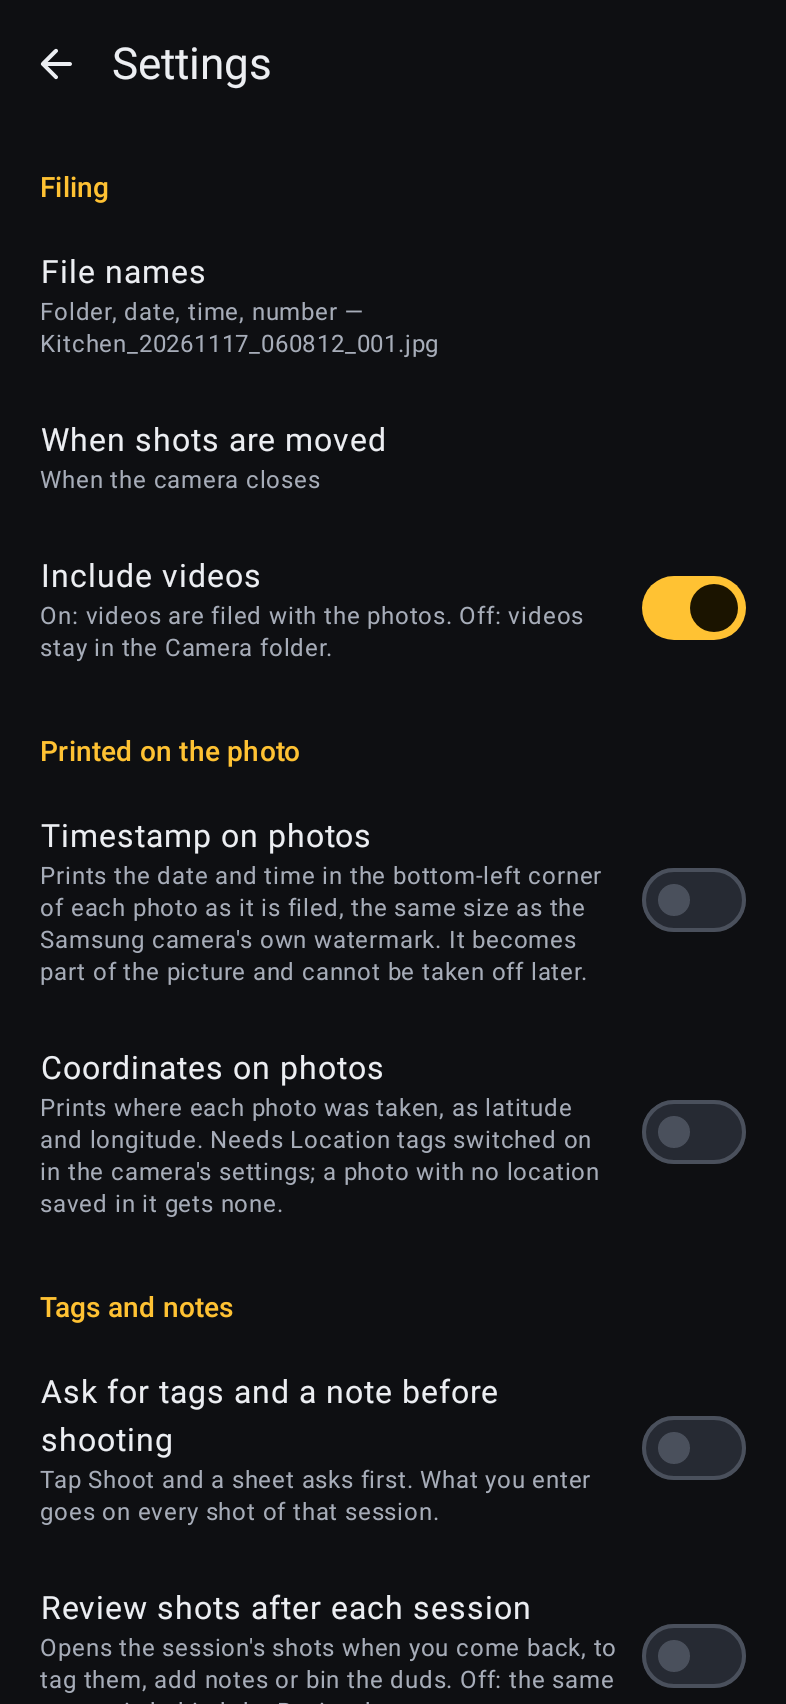 Settings
Filing
File names
Folder, date, time, number —
Kitchen_20261117_060812_001.jpg
When shots are moved
When the camera closes
Include videos
On: videos are filed with the photos. Off: videos
stay in the Camera folder.
Printed on the photo
Timestamp on photos
Prints the date and time in the bottom-left corner
of each photo as it is filed, the same size as the
Samsung camera's own watermark. It becomes
part of the picture and cannot be taken off later.
Coordinates on photos
Prints where each photo was taken, as latitude
and longitude. Needs Location tags switched on
in the camera's settings; a photo with no location
saved in it gets none.
Tags and notes
Ask for tags and a note before
shooting
Tap Shoot and a sheet asks first. What you enter
goes on every shot of that session.
Review shots after each session
Opens the session's shots when you come back, to
tag them, add notes or bin the duds. Off: the same